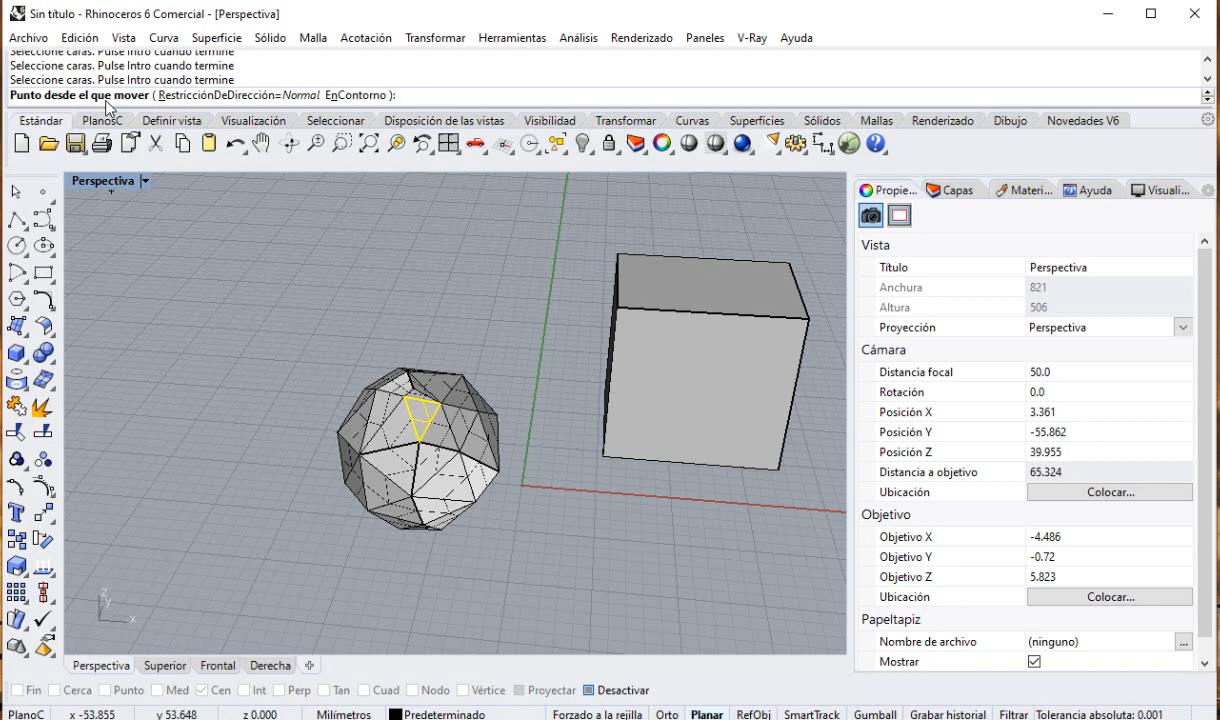 Sin título - Rhinoceros 6 Comercial - [Perspectiva]
Archivo Edición Vista Curva Superficie Sólido Malla Acotación Transformar Herramientas Análisis Renderizado Paneles V-Ray Ayuda
Seleccione caras. Pulse Intro cuando termine
Seleccione caras. Pulse Intro cuando termine
Seleccione caras. Pulse Intro cuando termine
Punto desde el que mover ( RestricciónDeDirección=Normal EnContorno ):
Estándar PlanosC Definir vista Visualización Seleccionar Disposición de las vistas Visibilidad Transformar Curvas Superficies Sólidos Mallas Renderizado Dibujo Novedades V6
Perspectiva
Propie... Capas Materi... Ayuda Visuali...
Vista
Título Perspectiva
Anchura 821
Altura 506
Proyección Perspectiva
Cámara
Distancia focal 50.0
Rotación 0.0
Posición X 3.361
Posición Y -55.862
Posición Z 39.955
Distancia a objetivo 65.324
Ubicación Colocar...
Objetivo
Objetivo X -4.486
Objetivo Y -0.72
Objetivo Z 5.823
Ubicación Colocar...
Papeltapiz
Nombre de archivo (ninguno) ...
Mostrar
z
y
x
Perspectiva Superior Frontal Derecha
Fin Cerca Punto Med Cen Int Perp Tan Cuad Nodo Vértice Proyectar Desactivar
PlanoC x -53.855 y 53.648 z 0.000 Milímetros Predeterminado Forzado a la rejilla Orto Planar RefObj SmartTrack Gumball Grabar historial Filtrar Tolerancia absoluta: 0.001